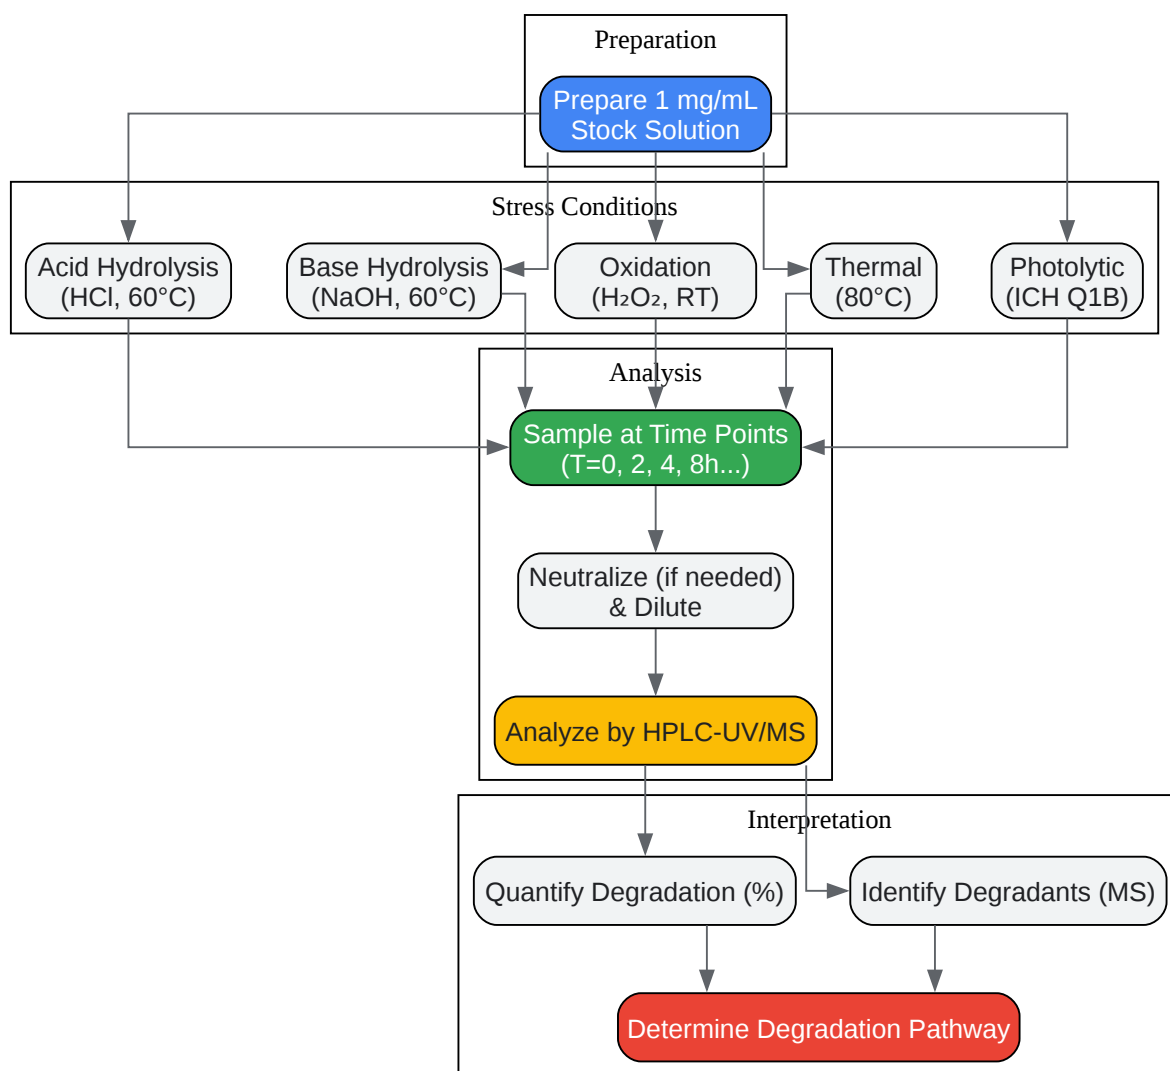 Preparation
Prepare 1 mg/mL
Stock Solution
Stress Conditions
Acid Hydrolysis
(HCl, 60°C)
Base Hydrolysis
(NaOH, 60°C)
Oxidation
(H₂O₂, RT)
Thermal
(80°C)
Photolytic
(ICH Q1B)
Analysis
Sample at Time Points
(T=0, 2, 4, 8h...)
Neutralize (if needed)
& Dilute
Analyze by HPLC-UV/MS
Interpretation
Quantify Degradation (%)
Identify Degradants (MS)
Determine Degradation Pathway